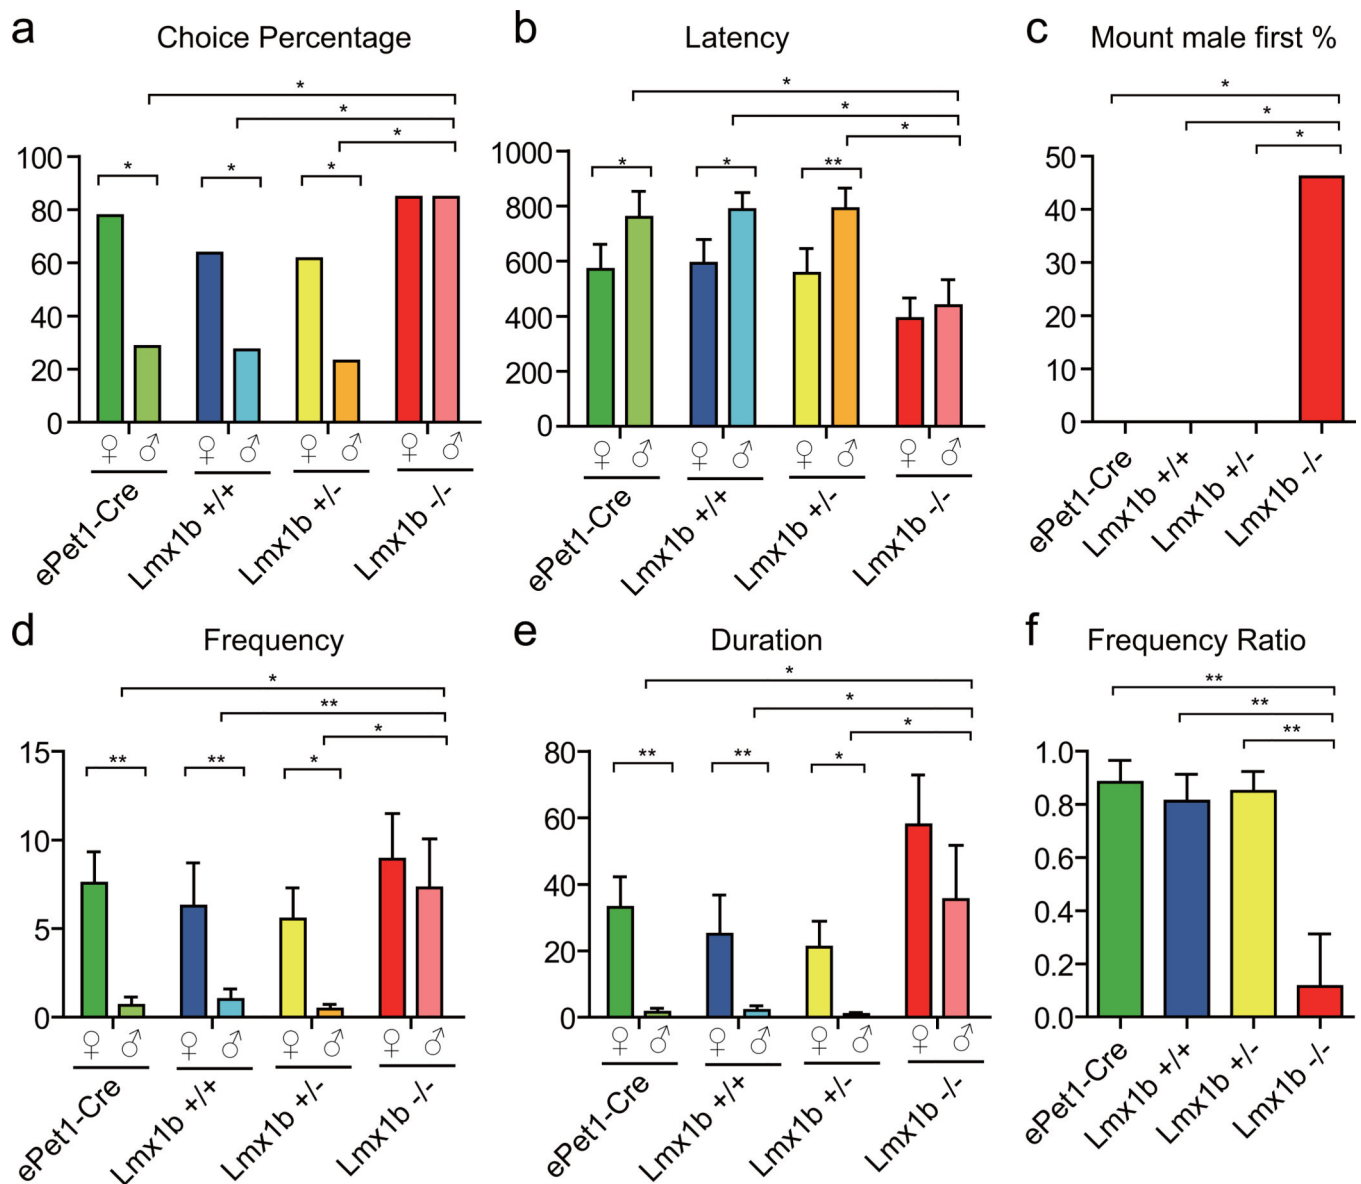 a Choice Percentage
* 
*
*
* * *
100
80
60
40
20
0
♀ ♂ ♀ ♂ ♀ ♂ ♀ ♂
ePet1-Cre
Lmx1b +/+
Lmx1b +/-
Lmx1b -/-
b Latency
*
*
*
* * **
1000
800
600
400
200
0
♀ ♂ ♀ ♂ ♀ ♂ ♀ ♂
ePet1-Cre
Lmx1b +/+
Lmx1b +/-
Lmx1b -/-
c Mount male first %
*
*
*
50
40
30
20
10
0
ePet1-Cre
Lmx1b +/+
Lmx1b +/-
Lmx1b -/-
d Frequency
*
**
*
** ** *
15
10
5
0
♀ ♂ ♀ ♂ ♀ ♂ ♀ ♂
ePet1-Cre
Lmx1b +/+
Lmx1b +/-
Lmx1b -/-
e Duration
*
*
*
** ** *
80
60
40
20
0
♀ ♂ ♀ ♂ ♀ ♂ ♀ ♂
ePet1-Cre
Lmx1b +/+
Lmx1b +/-
Lmx1b -/-
f Frequency Ratio
**
**
**
1.0
0.8
0.6
0.4
0.2
0.0
ePet1-Cre
Lmx1b +/+
Lmx1b +/-
Lmx1b -/-